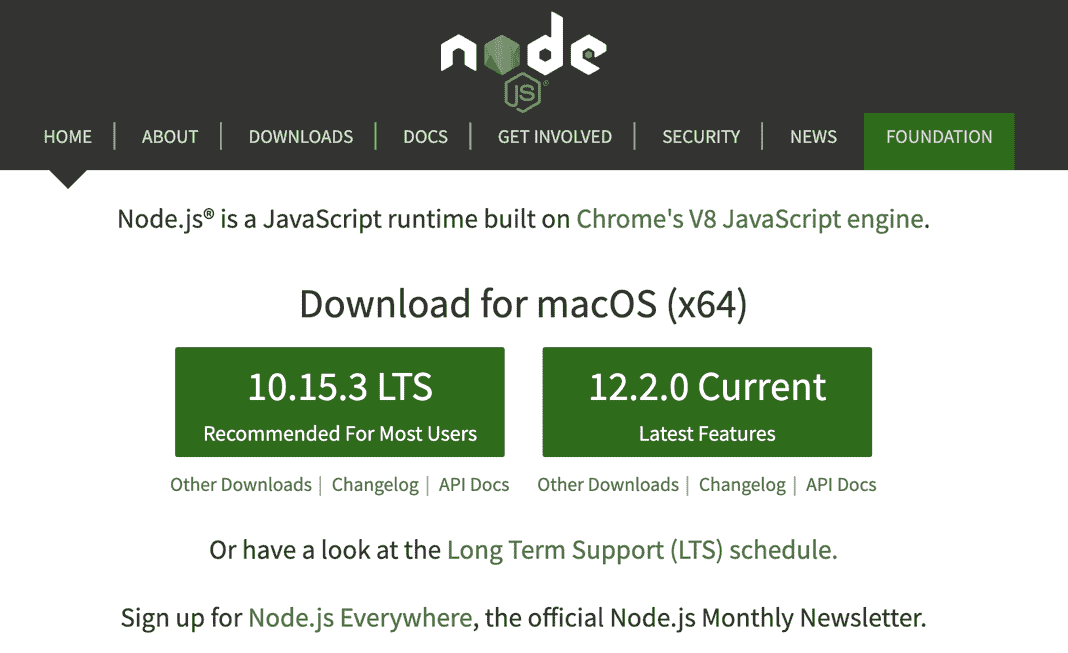 node
JS®
HOME | ABOUT | DOWNLOADS | DOCS | GET INVOLVED | SECURITY | NEWS FOUNDATION
Node.js® is a JavaScript runtime built on Chrome's V8 JavaScript engine.
Download for macOS (x64)
10.15.3 LTS 12.2.0 Current
Recommended For Most Users Latest Features
Other Downloads | Changelog | API Docs Other Downloads | Changelog | API Docs
Or have a look at the Long Term Support (LTS) schedule.
Sign up for Node.js Everywhere, the official Node.js Monthly Newsletter.